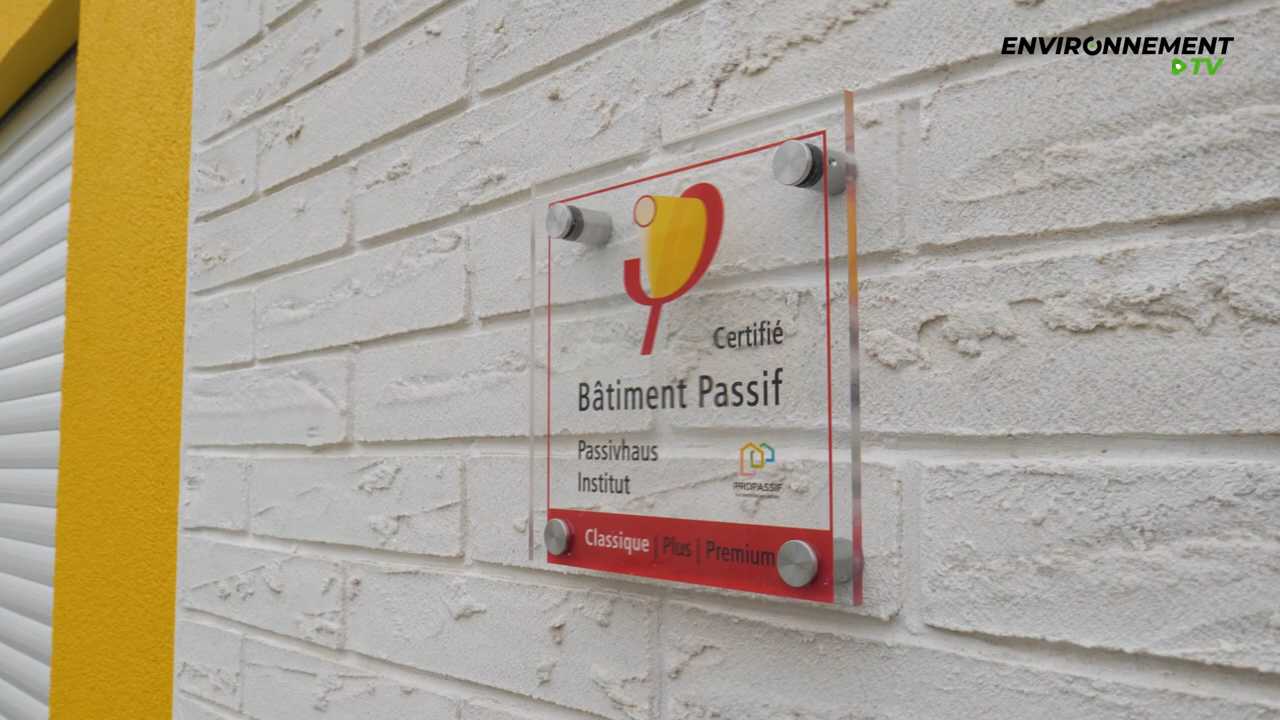 ENVIRONNEMENT
TV
Certifié
Bâtiment Passif
Passivhaus
Institut
PROPASSIF
Classique | Plus | Premium